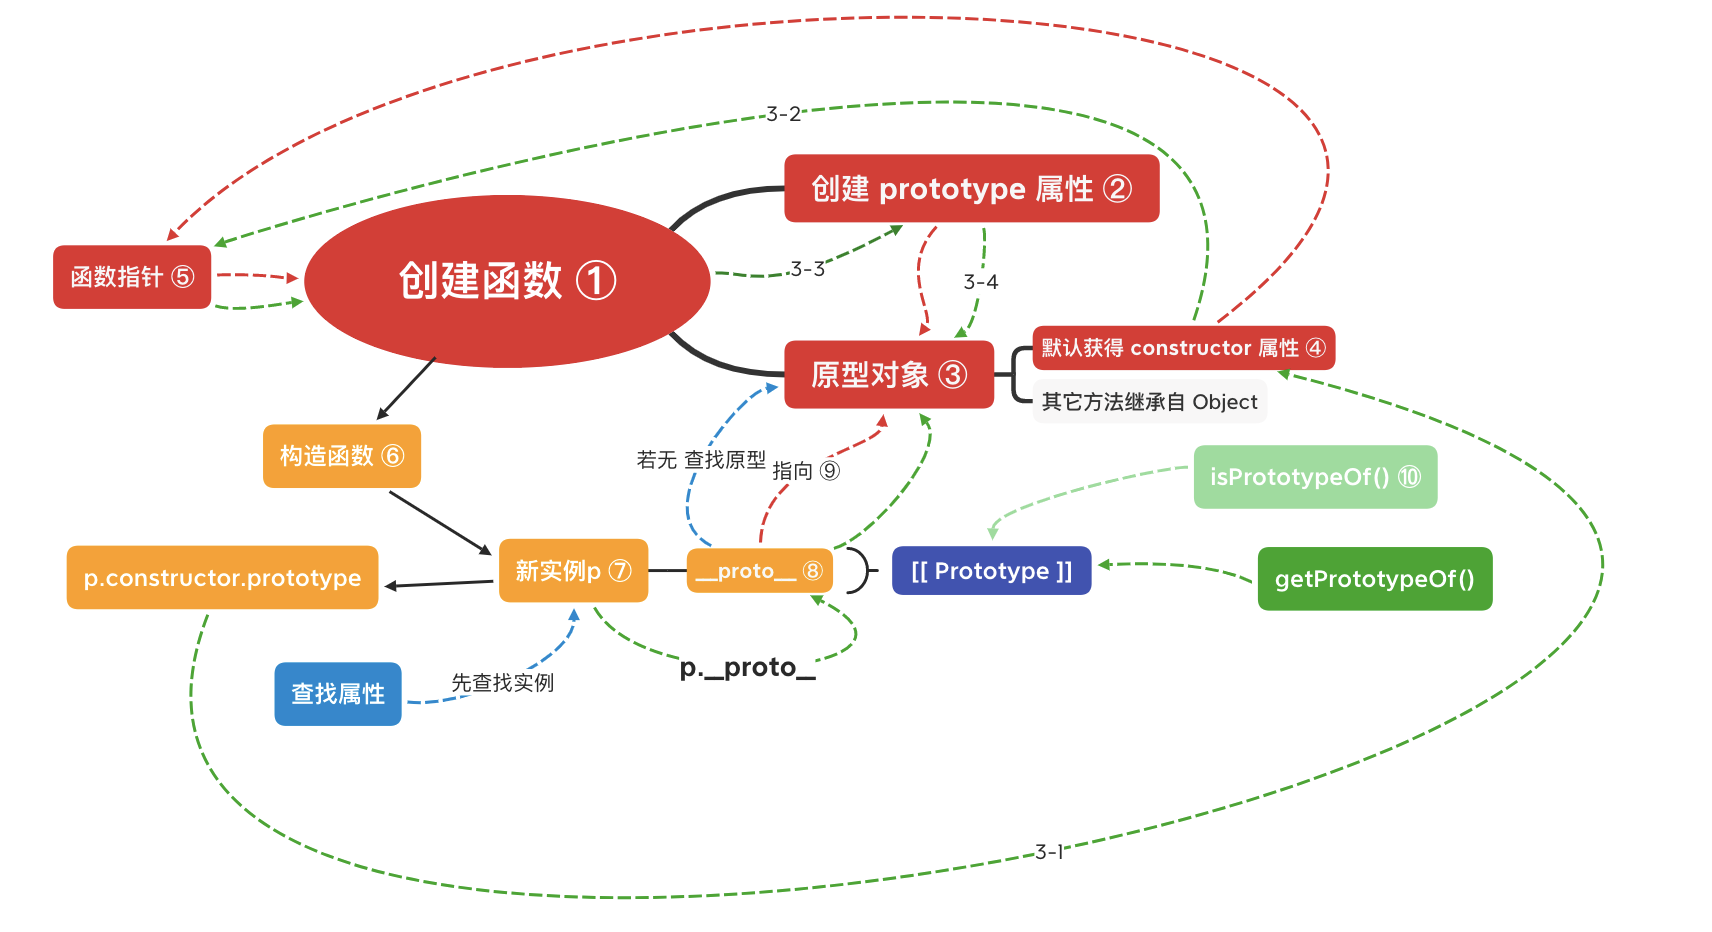 3-2
创建 prototype 属性 ②
函数指针 ⑤
创建函数 ①
3-3
3-4
默认获得 constructor 属性 ④
原型对象 ③
其它方法继承自 Object
构造函数 ⑥
若无 查找原型
指向 ⑨
isPrototypeOf() ⑩
p.constructor.prototype
新实例p ⑦
__proto__ ⑧
[[ Prototype ]]
getPrototypeOf()
p.__proto_
先查找实例
查找属性
3-1